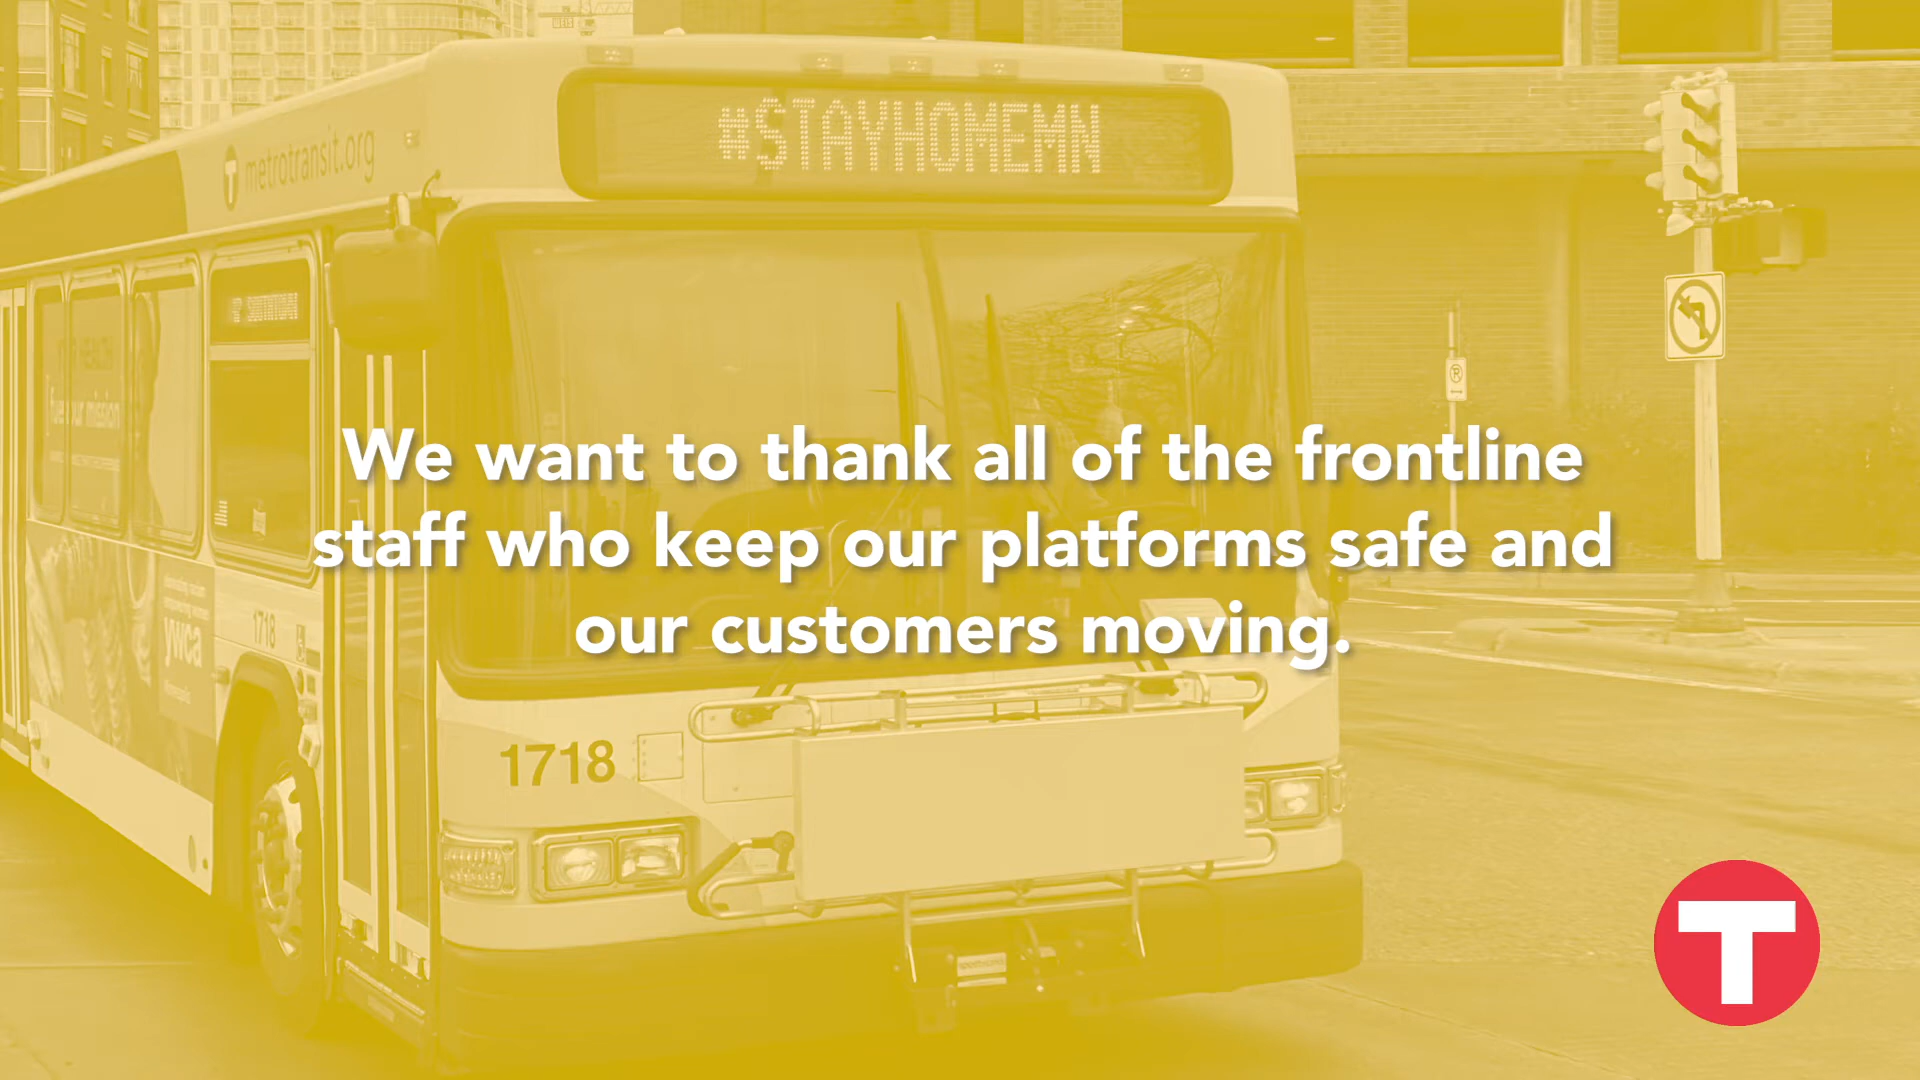 #STAYHOMEMN
metrotransit.org
We want to thank all of the frontline
staff who keep our platforms safe and
our customers moving.
1718
ywca
1718
T